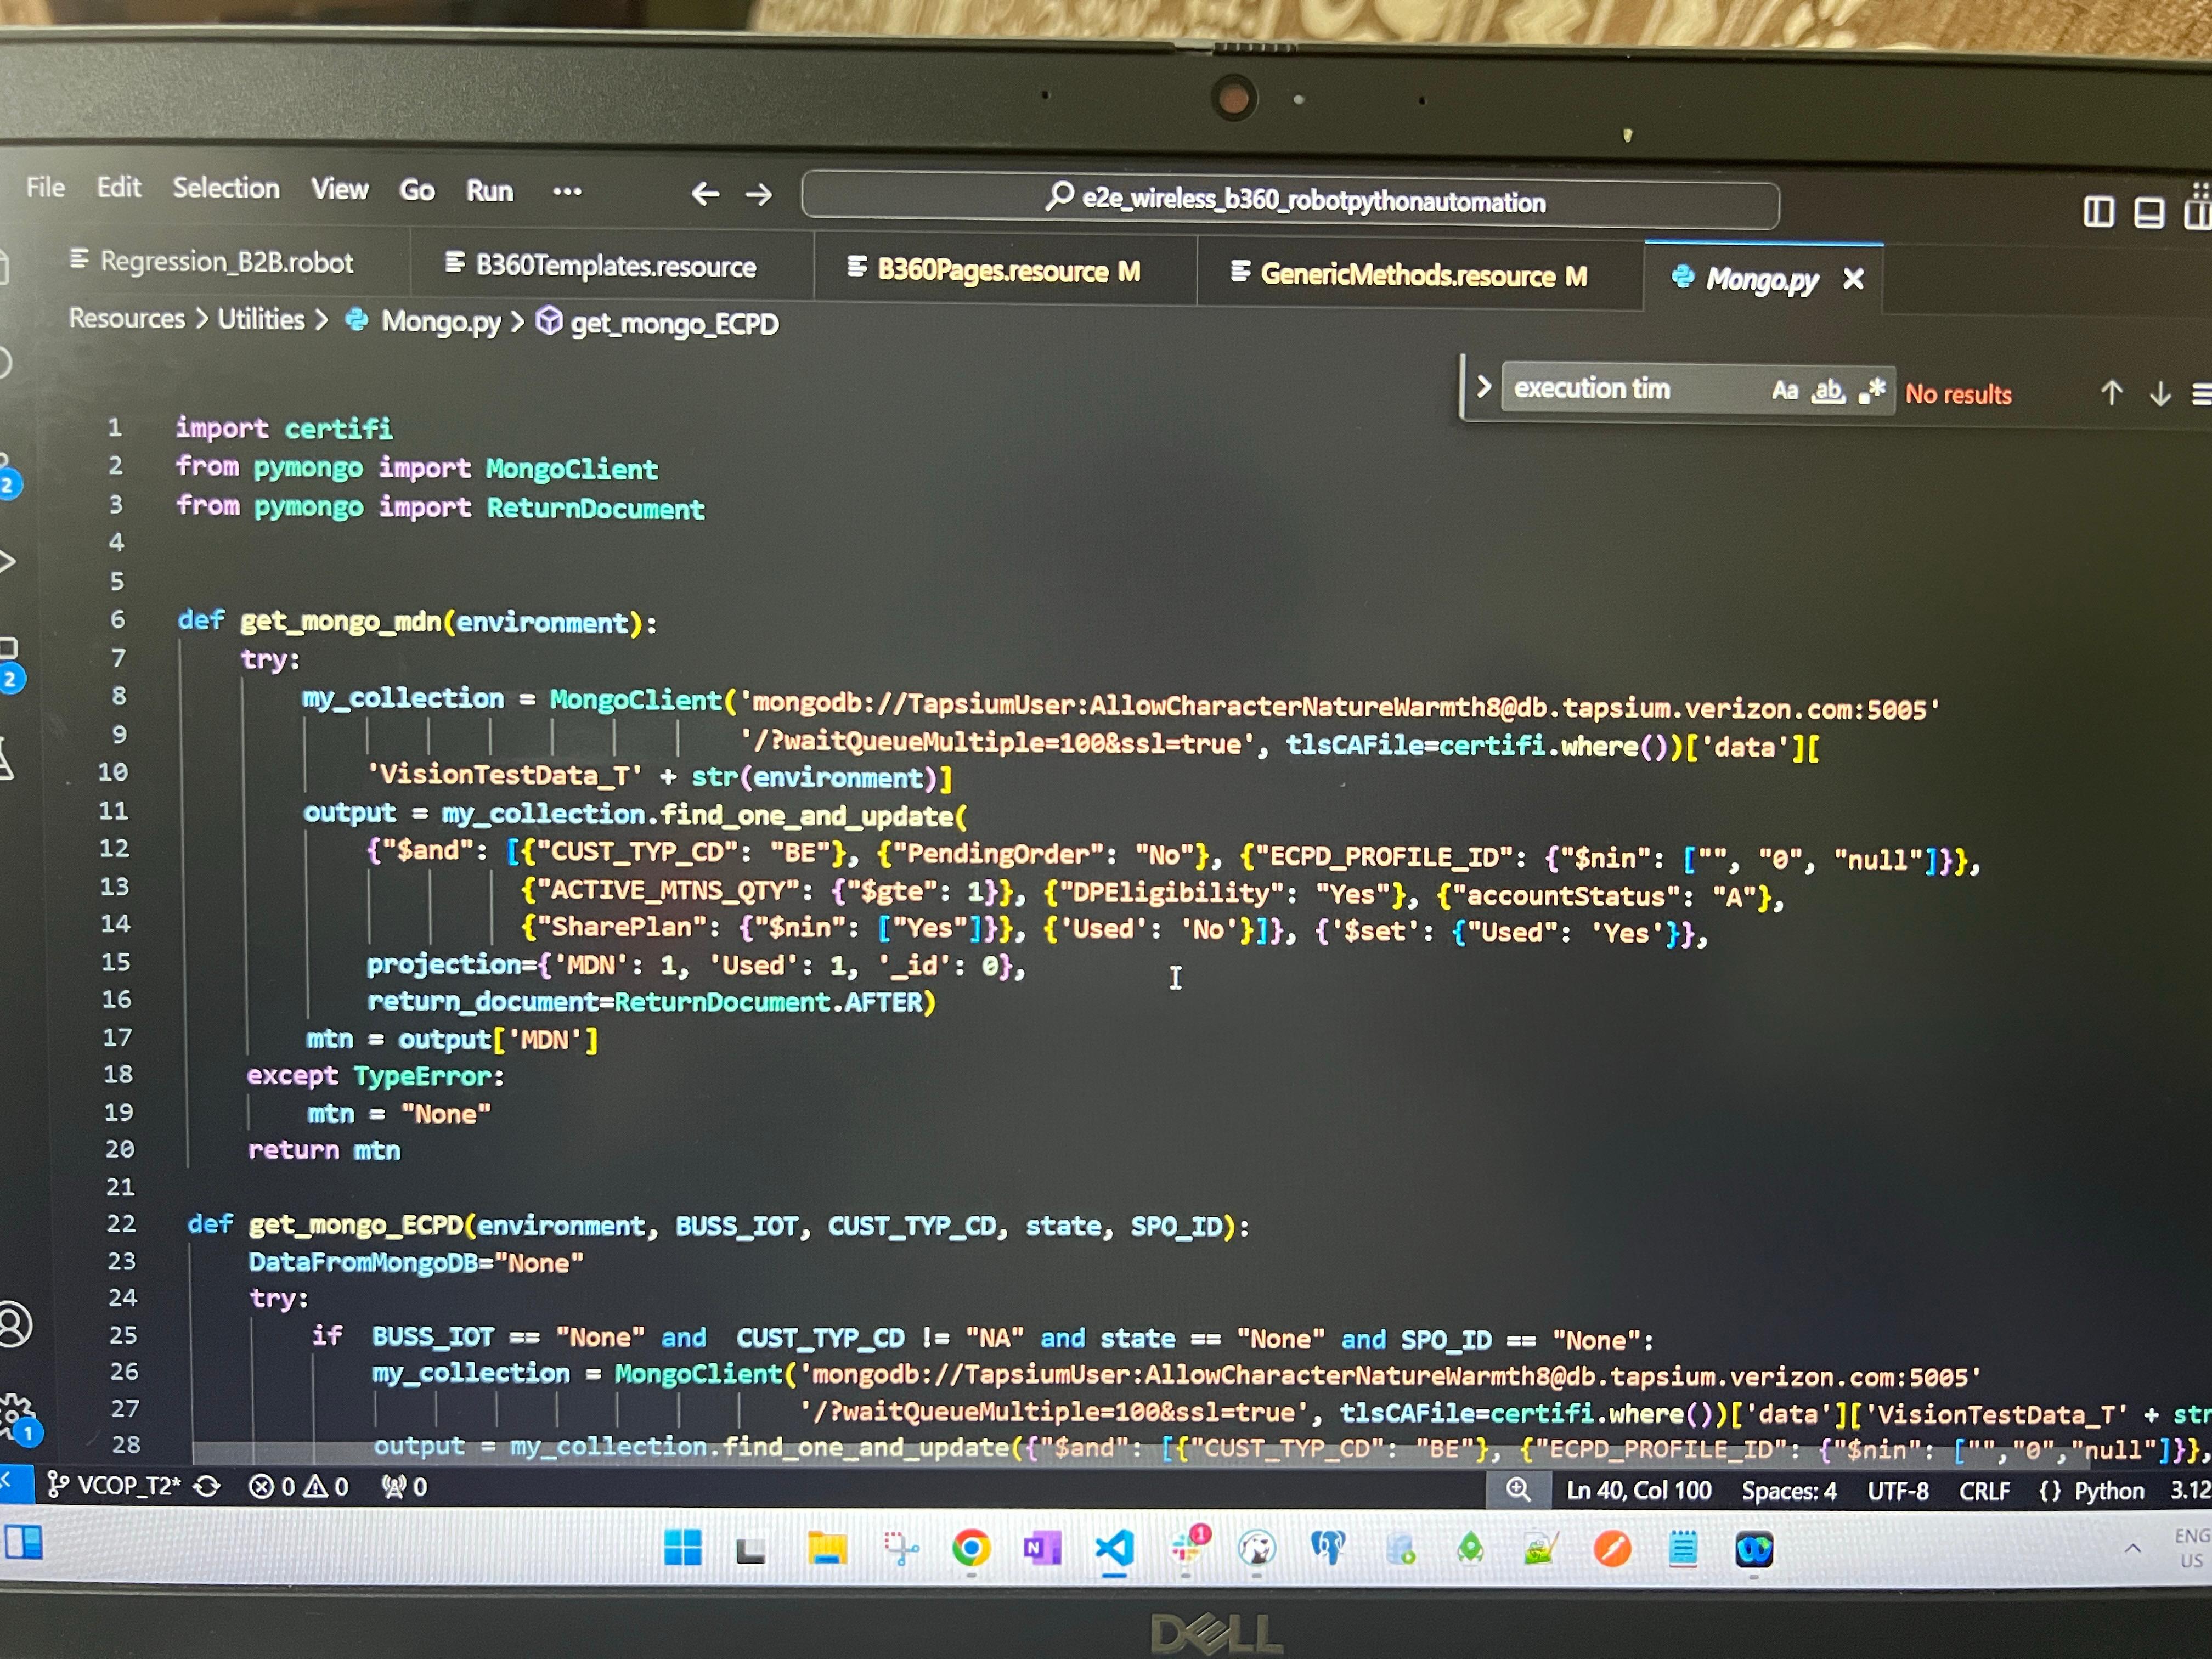 File Edit Selection View Go Run ...
e2e_wireless_b360_robotpythonautomation
Regression_B2B.robot
B360Templates.resource
B360Pages.resource M
GenericMethods.resource M
Mongo.py
Resources > Utilities > Mongo.py > get_mongo_ECPD
execution tim Aa ab, .* No results
1 import certifi
2 from pymongo import MongoClient
3 from pymongo import ReturnDocument
4
5
6 def get_mongo_mdn(environment):
7 try:
8 my_collection = MongoClient('mongodb://TapsiumUser:AllowCharacterNatureWarmth8@db.tapsium.verizon.com:5005'
9 '/?waitQueueMultiple=100&ssl=true', tlsCAFile=certifi.where())['data'][
10 'VisionTestData_T' + str(environment)]
11 output = my_collection.find_one_and_update(
12 {"$and": [{"CUST_TYP_CD": "BE"}, {"PendingOrder": "No"}, {"ECPD_PROFILE_ID": {"$nin": ["", "0", "null"]}},
13 {"ACTIVE_MTNS_QTY": {"$gte": 1}}, {"DPEligibility": "Yes"}, {"accountStatus": "A"},
14 {"SharePlan": {"$nin": ["Yes"]}}, {'Used': 'No'}]}, {'$set': {"Used": 'Yes'}},
15 projection={'MDN': 1, 'Used': 1, '_id': 0},
16 return_document=ReturnDocument.AFTER)
17 mtn = output['MDN']
18 except TypeError:
19 mtn = "None"
20 return mtn
21
22 def get_mongo_ECPD(environment, BUSS_IOT, CUST_TYP_CD, state, SPO_ID):
23 DataFromMongoDB="None"
24 try:
25 if BUSS_IOT == "None" and CUST_TYP_CD != "NA" and state == "None" and SPO_ID == "None":
26 my_collection = MongoClient('mongodb://TapsiumUser:AllowCharacterNatureWarmth8@db.tapsium.verizon.com:5005'
27 '/?waitQueueMultiple=100&ssl=true', tlsCAFile=certifi.where())['data']['VisionTestData_T' + str
28 output = my_collection.find_one_and_update({"$and": [{"CUST_TYP_CD": "BE"}, {"ECPD_PROFILE_ID": {"$nin": ["","0","null"]}},
2
2
1
VCOP_T2* 0 0 0 Ln 40, Col 100 Spaces: 4 UTF-8 CRLF {} Python 3.12
N 1 ENG
US
DELL